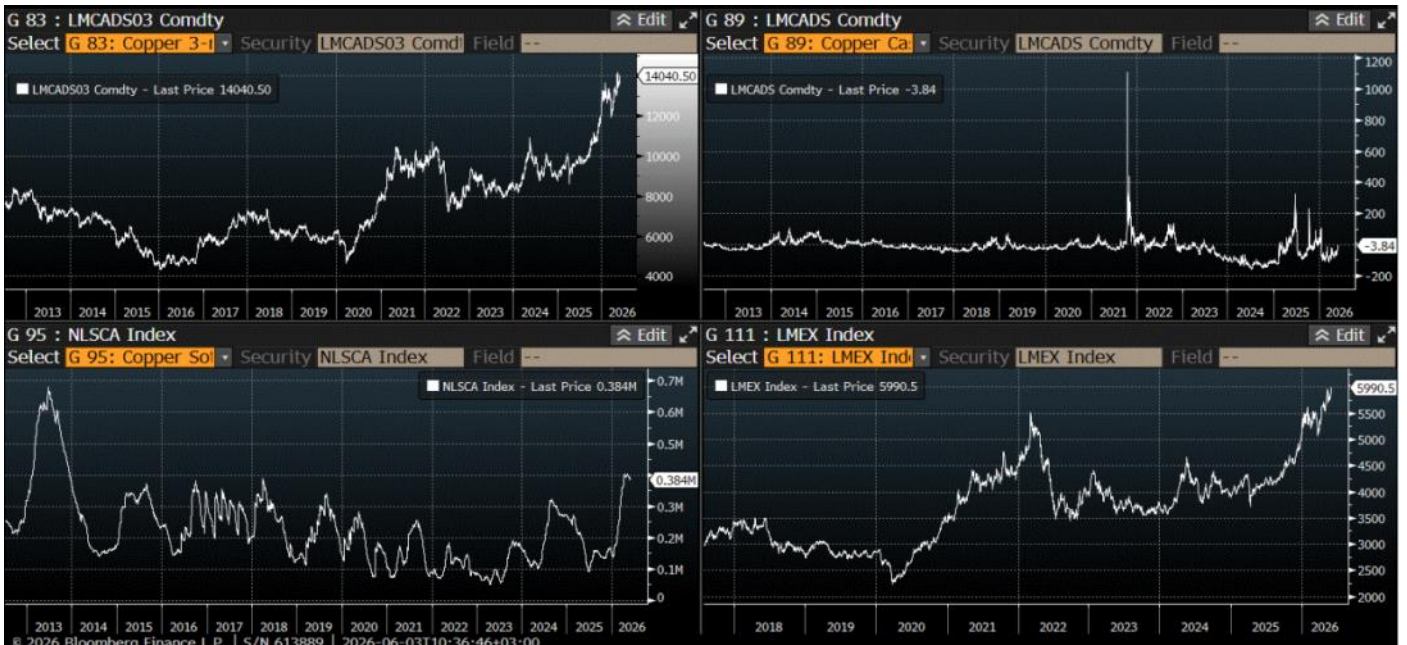 G 83 : LMCADS03 Comdty
Edit
Select G 83: Copper 3-m Security LMCADS03 Comdt Field --
LMCADS03 Comdty - Last Price 14040.50
14040.50
12000
10000
8000
6000
4000
2013 2014 2015 2016 2017 2018 2019 2020 2021 2022 2023 2024 2025 2026
G 89 : LMCADS Comdty
Edit
Select G 89: Copper Ca: Security LMCADS Comdty Field --
LMCADS Comdty - Last Price -3.84
1200
1000
800
600
400
200
-3.84
-200
2013 2014 2015 2016 2017 2018 2019 2020 2021 2022 2023 2024 2025 2026
G 95 : NLSCA Index
Edit
Select G 95: Copper So Security NLSCA Index Field --
NLSCA Index - Last Price 0.384M
0.7M
0.6M
0.5M
0.384M
0.3M
0.2M
0.1M
0
2013 2014 2015 2016 2017 2018 2019 2020 2021 2022 2023 2024 2025 2026
G 111 : LMEX Index
Edit
Select G 111: LMEX Ind Security LMEX Index Field --
LMEX Index - Last Price 5990.5
5990.5
5500
5000
4500
4000
3500
3000
2500
2000
2018 2019 2020 2021 2022 2023 2024 2025 2026
© 2026 Bloomberg Finance L.P. S/N 613889 2026-06-03T10:36:46+03:00